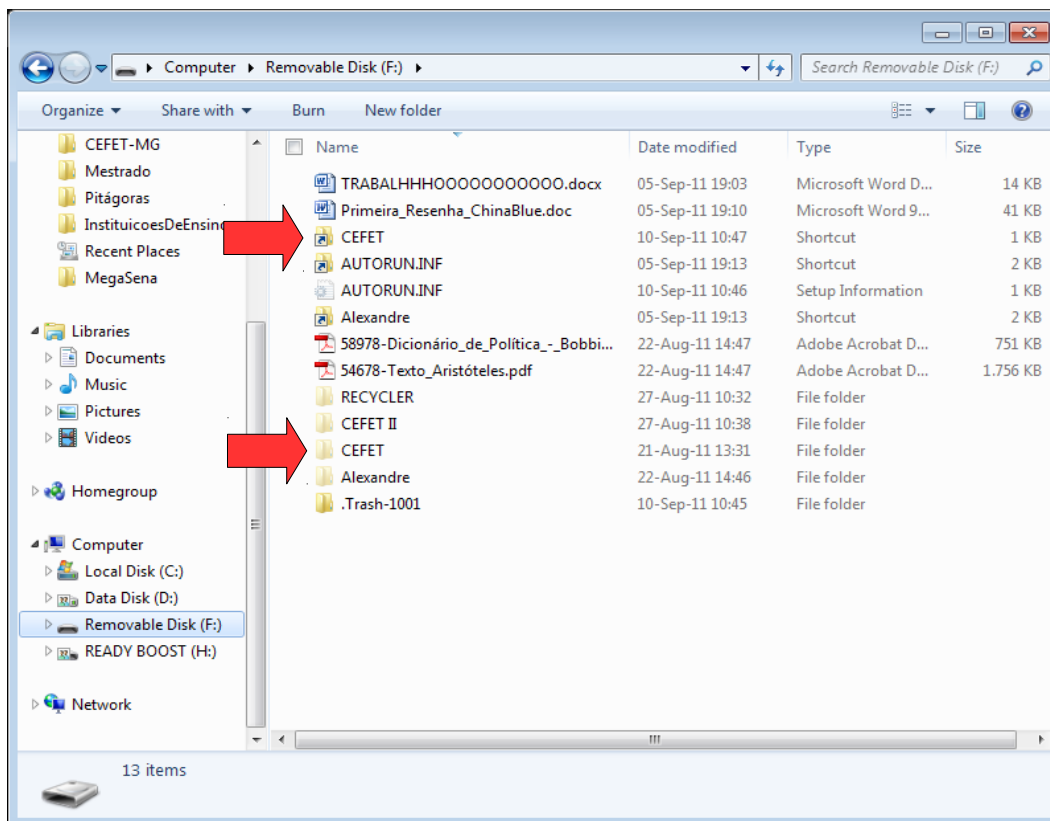 Computer Removable Disk (F:) Search Removable Disk (F:)
Organize Share with Burn New folder
CEFET-MG
Mestrado
Pitágoras
InstituicoesDeEnsino
Recent Places
MegaSena
Libraries
Documents
Music
Pictures
Videos
Homegroup
Computer
Local Disk (C:)
Data Disk (D:)
Removable Disk (F:)
READY BOOST (H:)
Network
Name Date modified Type Size
TRABALHHHOOOOOOOOOOO.docx 05-Sep-11 19:03 Microsoft Word D... 14 KB
Primeira_Resenha_ChinaBlue.doc 05-Sep-11 19:10 Microsoft Word 9... 41 KB
CEFET 10-Sep-11 10:47 Shortcut 1 KB
AUTORUN.INF 05-Sep-11 19:13 Shortcut 2 KB
AUTORUN.INF 10-Sep-11 10:46 Setup Information 1 KB
Alexandre 05-Sep-11 19:13 Shortcut 2 KB
58978-Dicionário_de_Política_-_Bobbi... 22-Aug-11 14:47 Adobe Acrobat D... 751 KB
54678-Texto_Aristóteles.pdf 22-Aug-11 14:47 Adobe Acrobat D... 1.756 KB
RECYCLER 27-Aug-11 10:32 File folder
CEFET II 27-Aug-11 10:38 File folder
CEFET 21-Aug-11 13:31 File folder
Alexandre 22-Aug-11 14:46 File folder
.Trash-1001 10-Sep-11 10:45 File folder
13 items